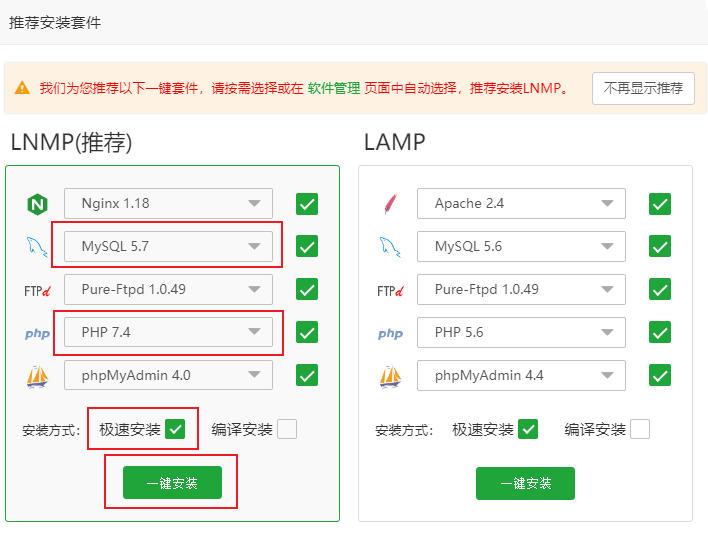 推荐安装套件
我们为您推荐以下一键套件，请按需选择或在 软件管理 页面中自动选择，推荐安装LNMP。
不再显示推荐
LNMP(推荐)
Nginx 1.18
MySQL 5.7
FTPd Pure-Ftpd 1.0.49
php PHP 7.4
phpMyAdmin 4.0
安装方式： 极速安装 编译安装
一键安装
LAMP
Apache 2.4
MySQL 5.6
FTPd Pure-Ftpd 1.0.49
php PHP 5.6
phpMyAdmin 4.4
安装方式： 极速安装 编译安装
一键安装